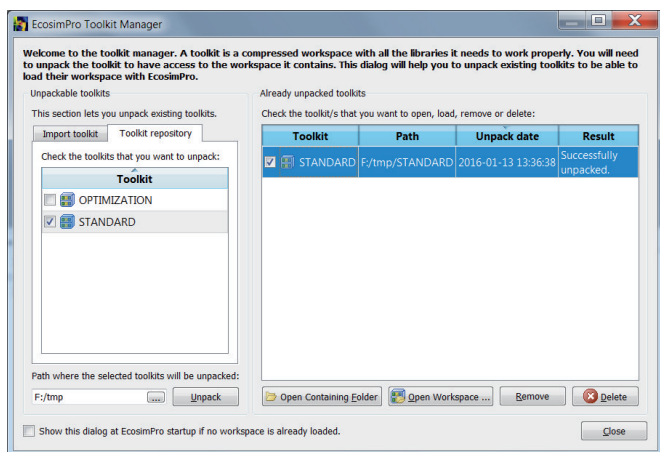 EcosimPro Toolkit Manager
Welcome to the toolkit manager. A toolkit is a compressed workspace with all the libraries it needs to work properly. You will need
to unpack the toolkit to have access to the workspace it contains. This dialog will help you to unpack existing toolkits to be able to
load their workspace with EcosimPro.
Unpackable toolkits
This section lets you unpack existing toolkits.
Import toolkit Toolkit repository
Check the toolkits that you want to unpack:
Toolkit
OPTIMIZATION
STANDARD
Path where the selected toolkits will be unpacked:
F:/tmp ... Unpack
Already unpacked toolkits
Check the toolkit/s that you want to open, load, remove or delete:
Toolkit Path Unpack date Result
STANDARD F:/tmp/STANDARD 2016-01-13 13:36:38 Successfully
unpacked.
Open Containing Folder Open Workspace ... Remove Delete
Show this dialog at EcosimPro startup if no workspace is already loaded.
Close